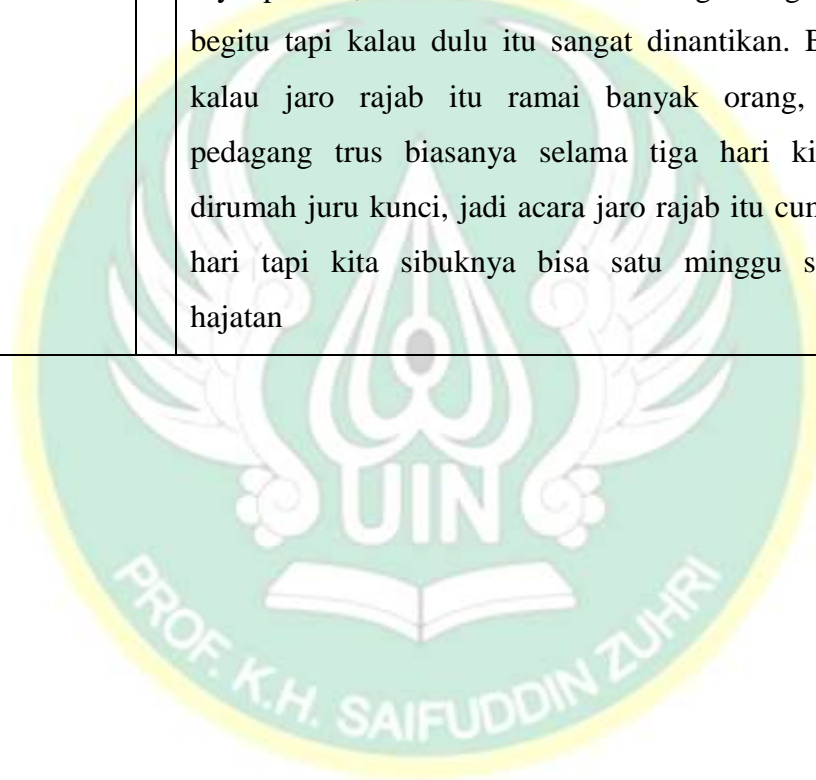 begitu tapi kalau dulu itu sangat dinantikan.
kalau jaro rajab itu ramai banyak orang,
pedagang trus biasanya selama tiga hari
dirumah juru kunci, jadi acara jaro rajab itu
hari tapi kita sibuknya bisa satu minggu
hajatan
UIN
PROF. K.H. SAIFUDDIN ZUHRI